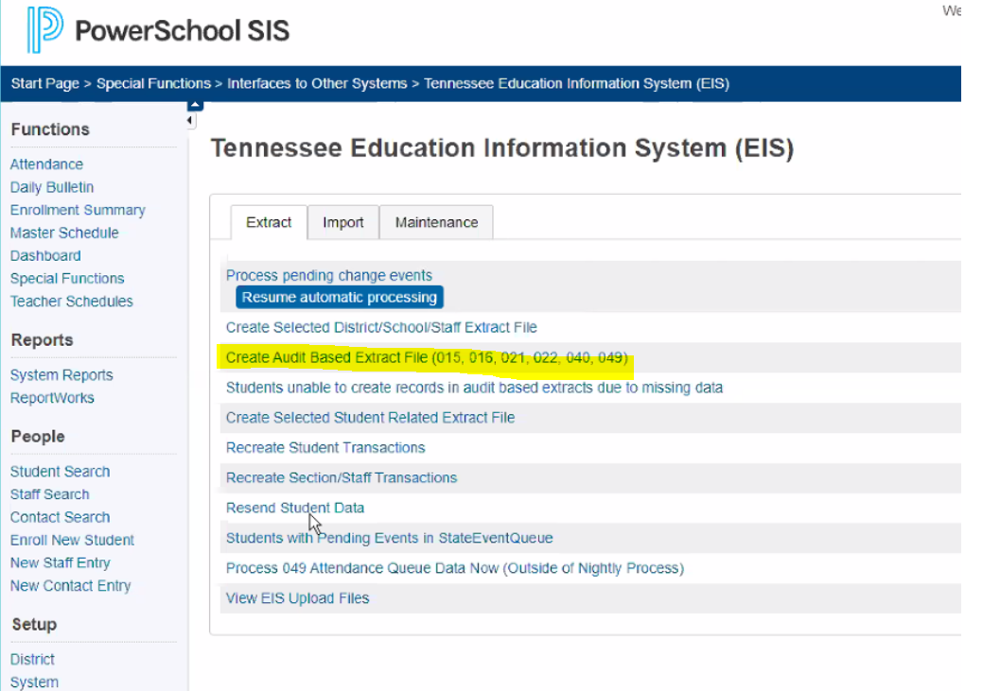 PowerSchool SIS
We
Start Page > Special Functions > Interfaces to Other Systems > Tennessee Education Information System (EIS)
Functions
Attendance
Daily Bulletin
Enrollment Summary
Master Schedule
Dashboard
Special Functions
Teacher Schedules
Reports
System Reports
ReportWorks
People
Student Search
Staff Search
Contact Search
Enroll New Student
New Staff Entry
New Contact Entry
Setup
District
System
Tennessee Education Information System (EIS)
Extract Import Maintenance
Process pending change events
Resume automatic processing
Create Selected District/School/Staff Extract File
Create Audit Based Extract File (015, 016, 021, 022, 040, 049)
Students unable to create records in audit based extracts due to missing data
Create Selected Student Related Extract File
Recreate Student Transactions
Recreate Section/Staff Transactions
Resend Student Data
Students with Pending Events in StateEventQueue
Process 049 Attendance Queue Data Now (Outside of Nightly Process)
View EIS Upload Files